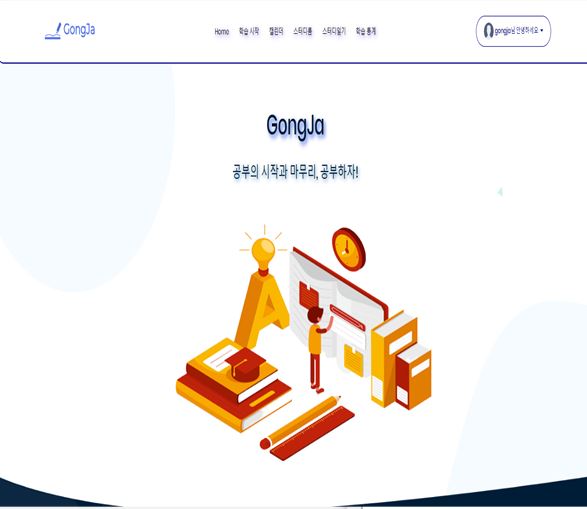 GongJa
Home 학습 시작 캘린더 스터디룸 스터디일기 학습 통계
gongja님 안녕하세요 ▾
GongJa
공부의 시작과 마무리, 공부하자!
A